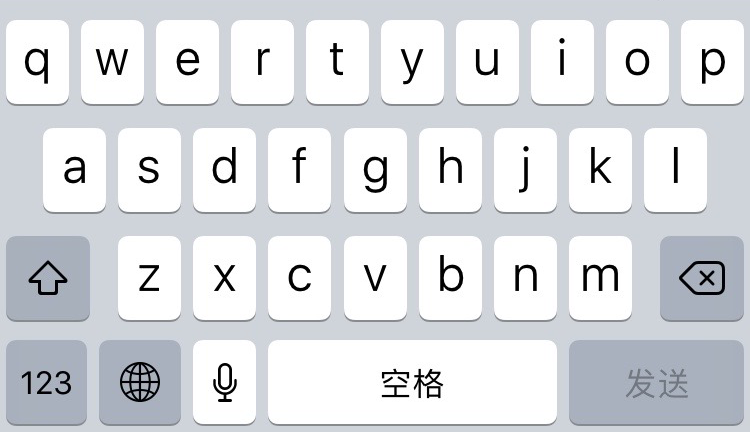 q w e r t y u i o p
a s d f g h j k l
z x c v b n m
123 空格 发送